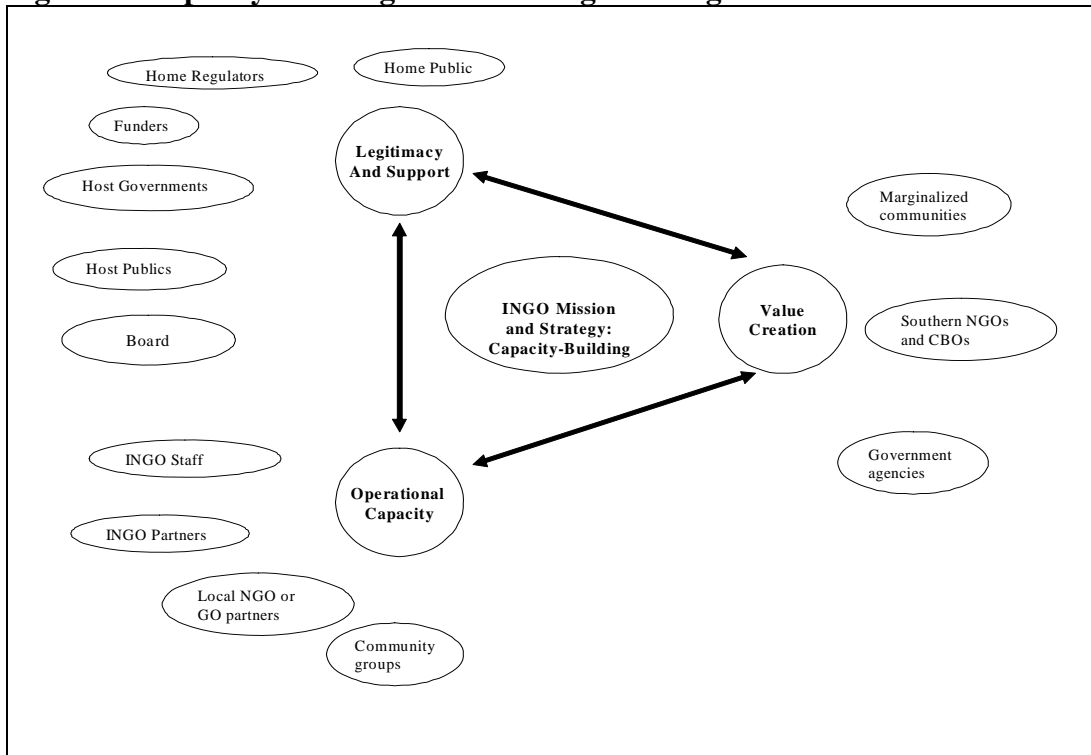 Home Regulators
Home Public
Funders
Legitimacy
And Support
Host Governments
Marginalized
communities
Host Publics
INGO Mission
and Strategy:
Capacity-Building
Value
Creation
Southern NGOs
and CBOs
Board
INGO Staff
Operational
Capacity
Government
agencies
INGO Partners
Local NGO or
GO partners
Community
groups